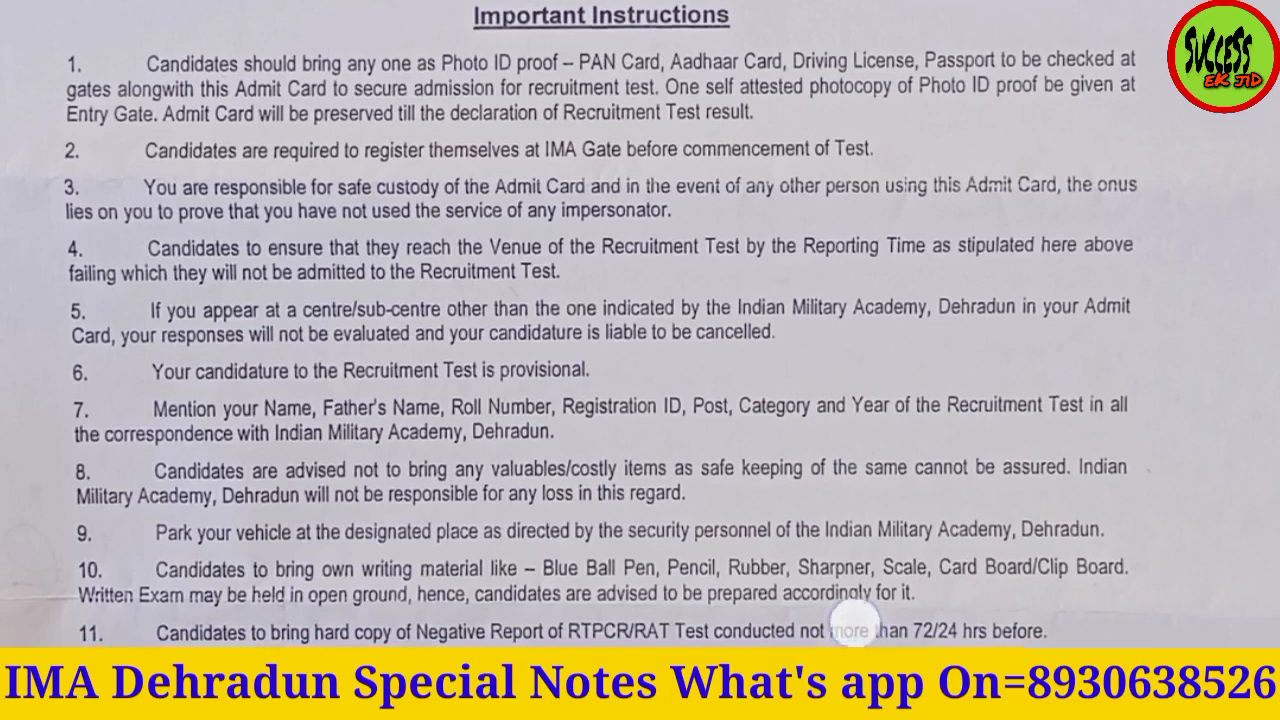 Important Instructions
SUCCESS
EK JID
1. Candidates should bring any one as Photo ID proof – PAN Card, Aadhaar Card, Driving License, Passport to be checked at
gates alongwith this Admit Card to secure admission for recruitment test. One self attested photocopy of Photo ID proof be given at
Entry Gate. Admit Card will be preserved till the declaration of Recruitment Test result.
2. Candidates are required to register themselves at IMA Gate before commencement of Test.
3. You are responsible for safe custody of the Admit Card and in the event of any other person using this Admit Card, the onus
lies on you to prove that you have not used the service of any impersonator.
4. Candidates to ensure that they reach the Venue of the Recruitment Test by the Reporting Time as stipulated here above
failing which they will not be admitted to the Recruitment Test.
5. If you appear at a centre/sub-centre other than the one indicated by the Indian Military Academy, Dehradun in your Admit
Card, your responses will not be evaluated and your candidature is liable to be cancelled.
6. Your candidature to the Recruitment Test is provisional.
7. Mention your Name, Father's Name, Roll Number, Registration ID, Post, Category and Year of the Recruitment Test in all
the correspondence with Indian Military Academy, Dehradun.
8. Candidates are advised not to bring any valuables/costly items as safe keeping of the same cannot be assured. Indian
Military Academy, Dehradun will not be responsible for any loss in this regard.
9. Park your vehicle at the designated place as directed by the security personnel of the Indian Military Academy, Dehradun.
10. Candidates to bring own writing material like – Blue Ball Pen, Pencil, Rubber, Sharpner, Scale, Card Board/Clip Board.
Written Exam may be held in open ground, hence, candidates are advised to be prepared accordingly for it.
11. Candidates to bring hard copy of Negative Report of RTPCR/RAT Test conducted not more than 72/24 hrs before.
IMA Dehradun Special Notes What's app On=8930638526